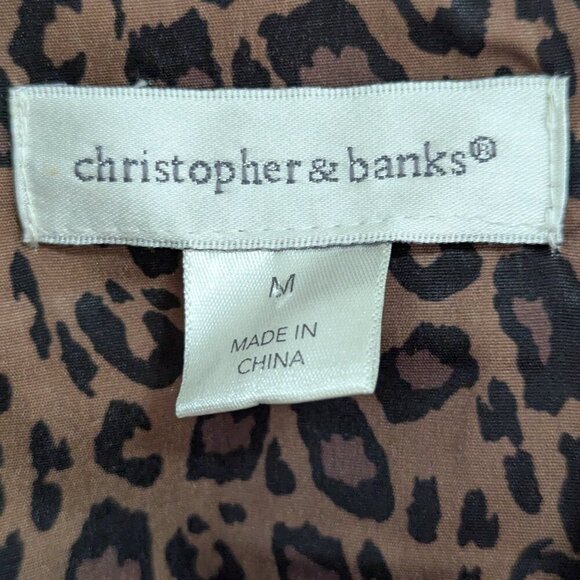 christopher & banks®
M
MADE IN
CHINA